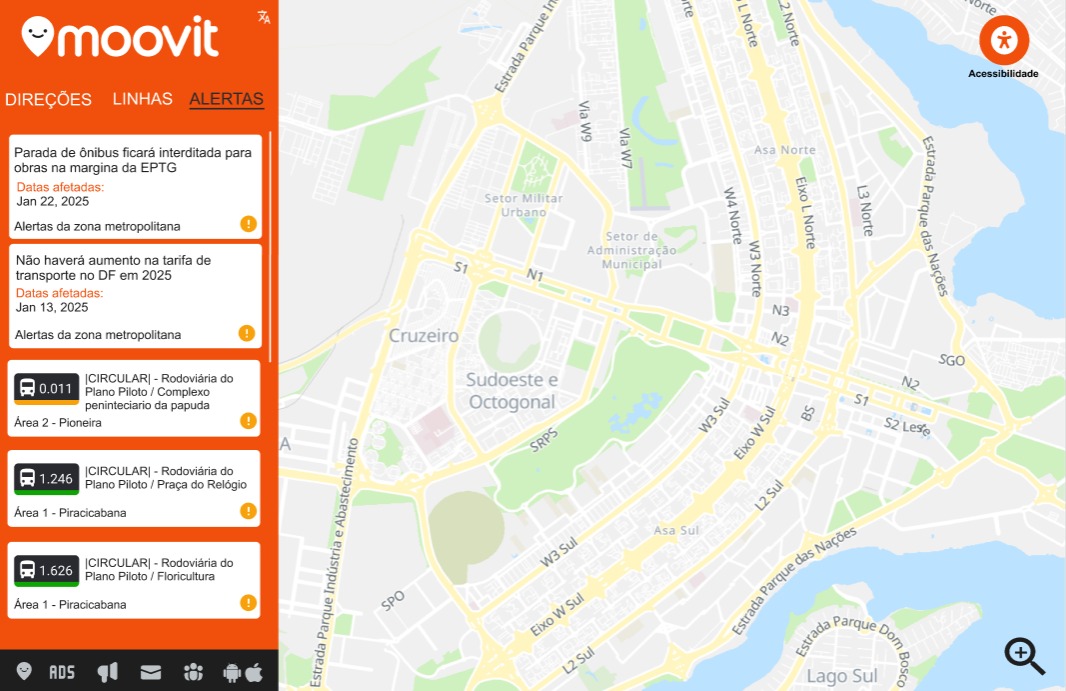 moovit
DIREÇÕES LINHAS ALERTAS
Parada de ônibus ficará interditada para
obras na margina da EPTG
Datas afetadas:
Jan 22, 2025
Alertas da zona metropolitana
Não haverá aumento na tarifa de
transporte no DF em 2025
Datas afetadas:
Jan 13, 2025
Alertas da zona metropolitana
0.011
|CIRCULAR| - Rodoviária do
Plano Piloto / Complexo
peninteciario da papuda
Área 2 - Pioneira
1.246
|CIRCULAR| - Rodoviária do
Plano Piloto / Praça do Relógio
Área 1 - Piracicabana
1.626
|CIRCULAR| - Rodoviária do
Plano Piloto / Floricultura
Área 1 - Piracicabana
ADS
Acessibilidade
Estrada Parque In
L2 Norte
L Norte
Norte
Via W9
Via W7
Asa Norte
Estrada Parque das Nações
Setor Militar
Urbano
W4 Norte
Eixo L Norte
L3 Norte
Setor de
Administração
Municipal
W3 Norte
S1
N1
N3
N2
Cruzeiro
Sudoeste e
Octogonal
SGO
N2
S1
S2 Leste
BS
W3 Sul
Eixo W Sul
SRPS
A
L2 Sul
Asa Sul
W3 Sul
Estrada Parque Indústria e Abastecimento
Estrada Parque das Nações
SPO
Eixo W Sul
L2 Sul
Estrada Parque Dom Bosco
Lago Sul